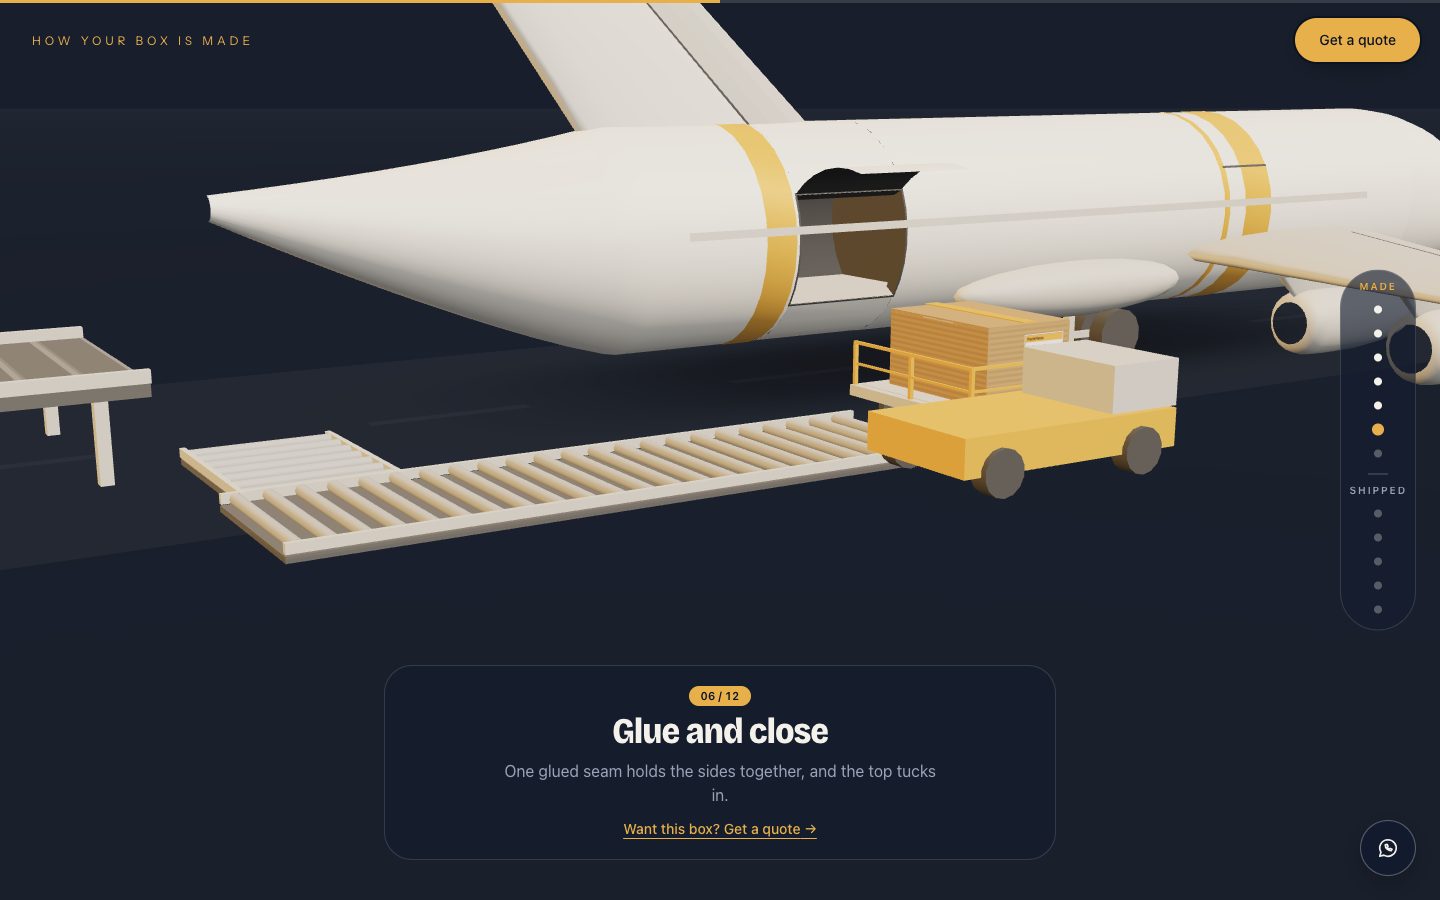 HOW YOUR BOX IS MADE
Get a quote
MADE
SHIPPED
06 / 12
Glue and close
One glued seam holds the sides together, and the top tucks
in.
Want this box? Get a quote →